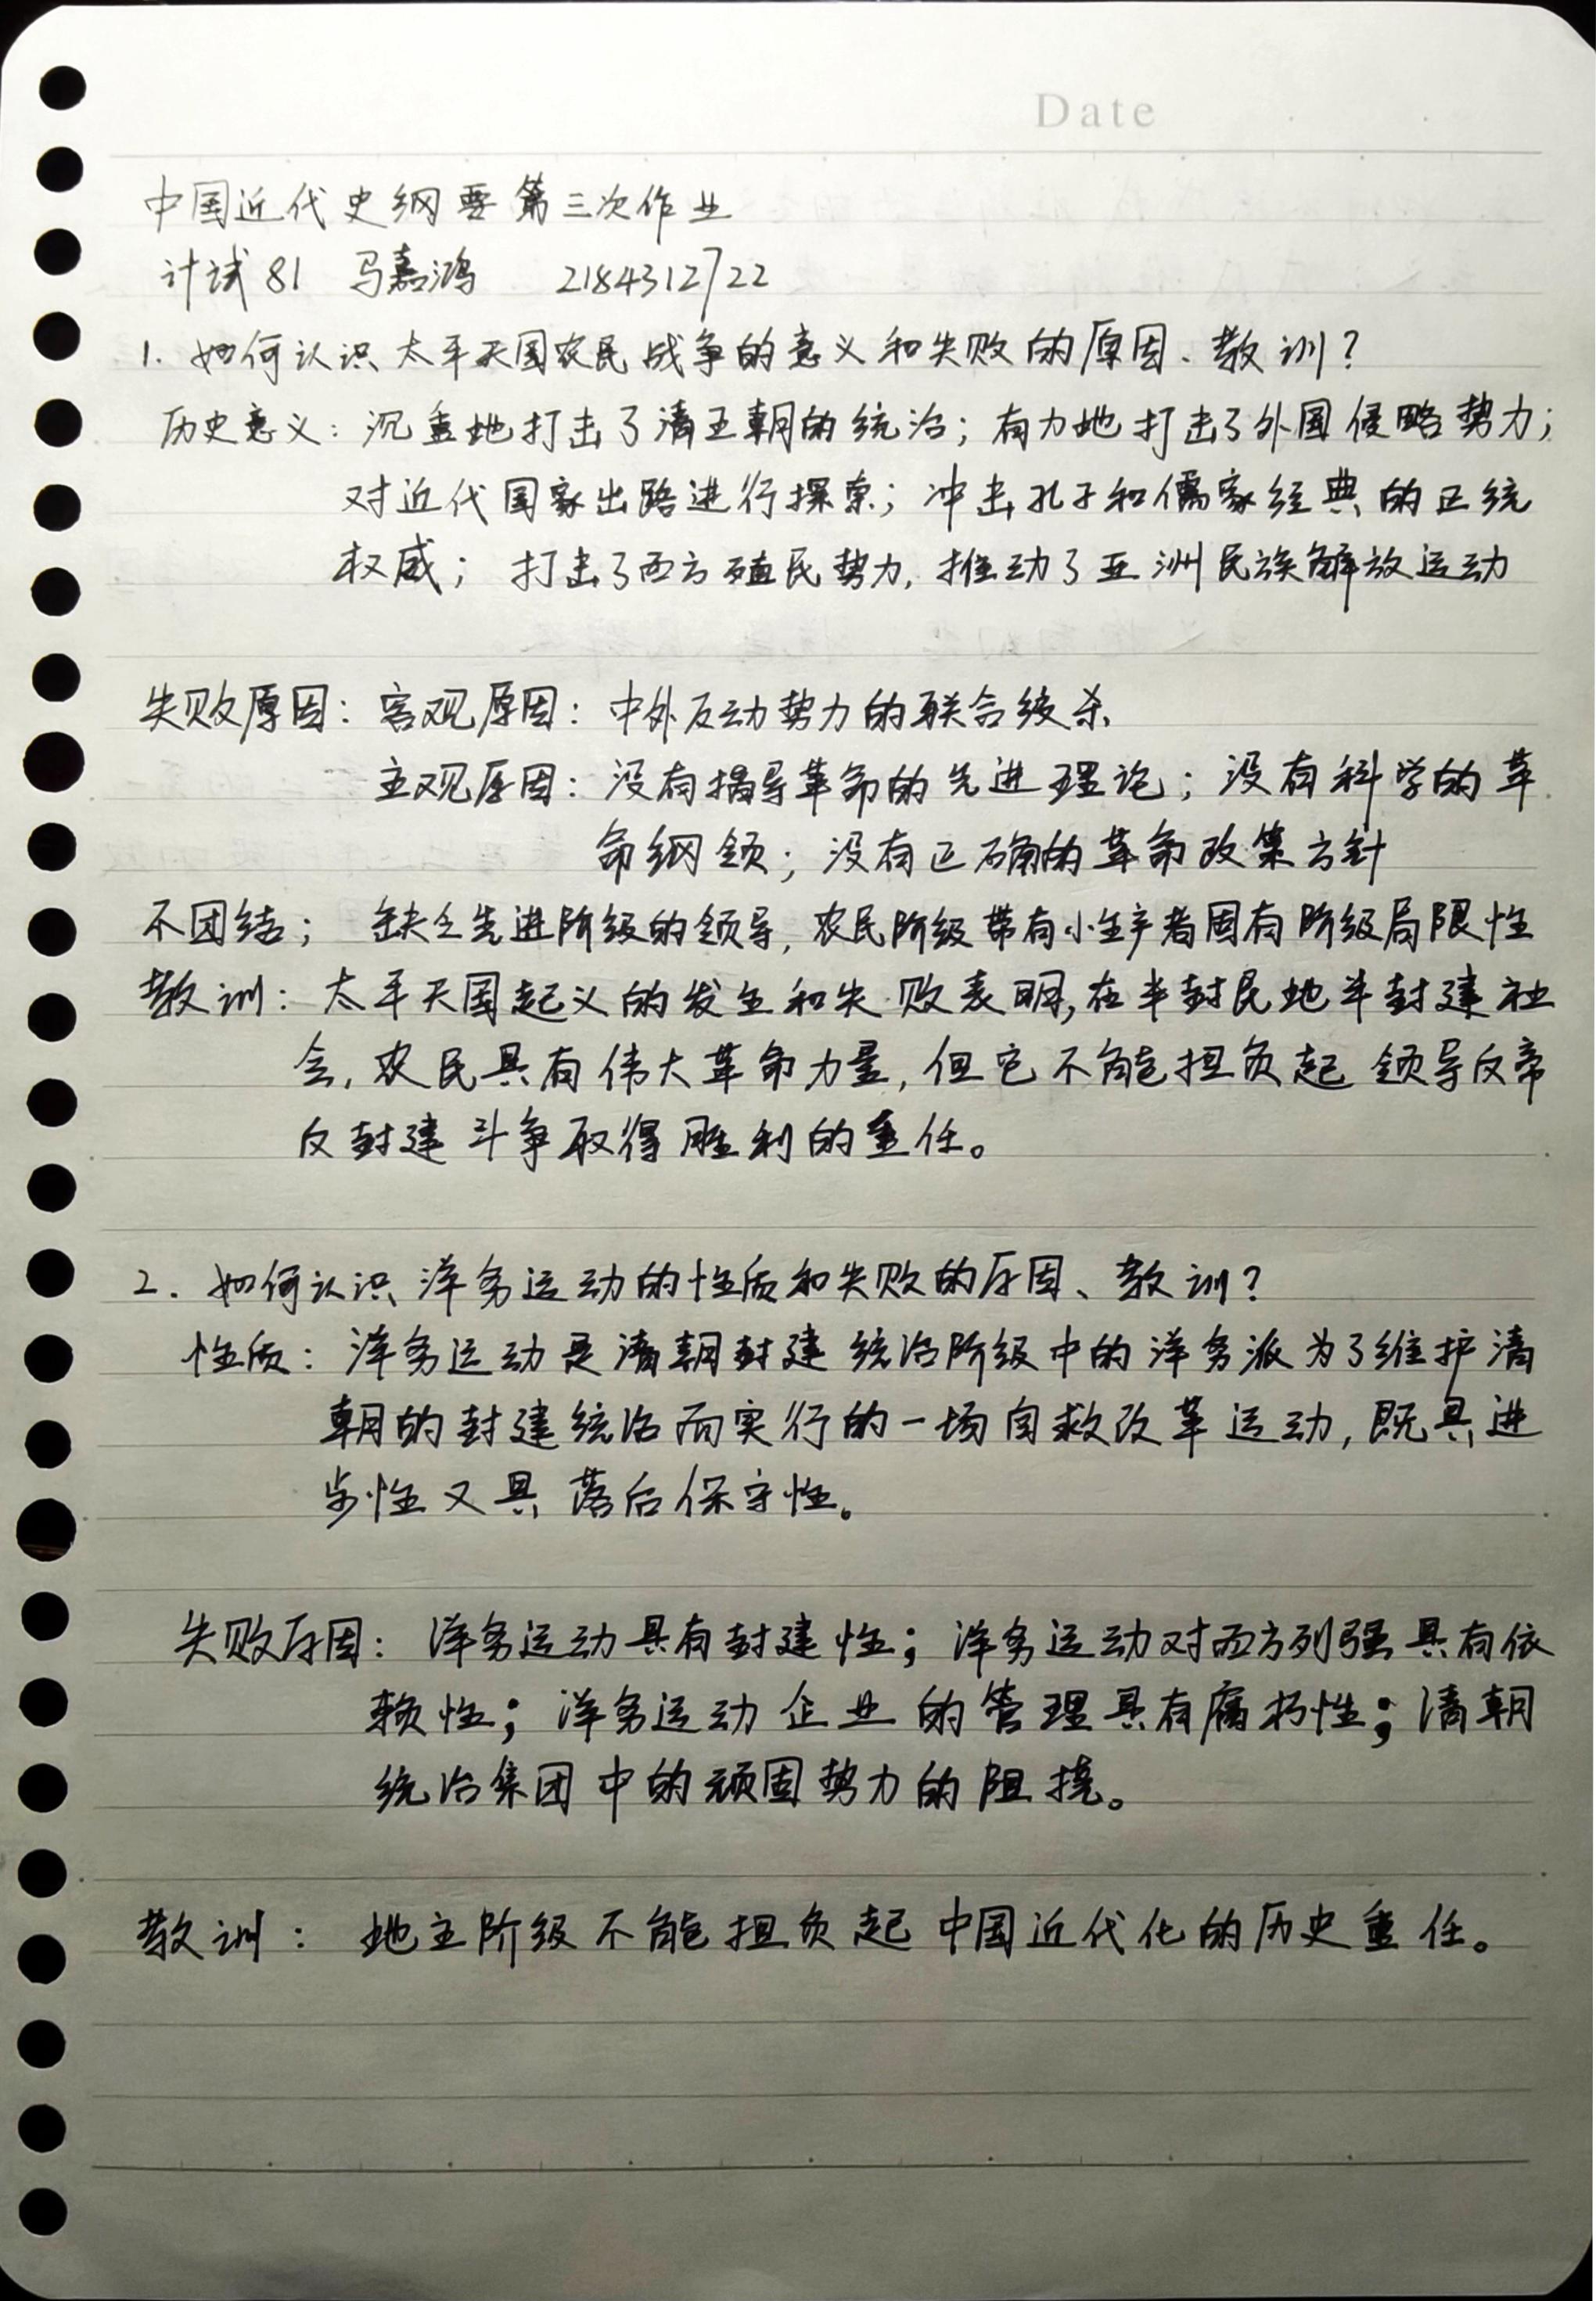 Date
中国近代史纲要第三次作业
计试81 马嘉鸿 2184312722
1. 如何认识太平天国农民战争的意义和失败的原因、教训?
历史意义: 沉重地打击了清王朝的统治; 有力地打击了外国侵略势力;
对近代国家出路进行探索; 冲击孔子和儒家经典的正统
权威; 打击了西方殖民势力, 推动了亚洲民族解放运动
失败原因: 客观原因: 中外反动势力的联合绞杀
主观原因: 没有指导革命的先进理论; 没有科学的革
命纲领; 没有正确的革命政策方针
不团结; 缺乏先进阶级的领导, 农民阶级带有小生产者固有阶级局限性
教训: 太平天国起义的发生和失败表明, 在半封民地半封建社
会, 农民具有伟大革命力量, 但它不能担负起领导反帝
反封建斗争取得胜利的重任。
2. 如何认识洋务运动的性质和失败的原因、教训?
性质: 洋务运动是清朝封建统治阶级中的洋务派为了维护清
朝的封建统治而实行的一场自救改革运动, 既具进
步性又具落后保守性。
失败原因: 洋务运动具有封建性; 洋务运动对西方列强具有依
赖性; 洋务运动企业的管理具有腐朽性; 清朝
统治集团中的顽固势力的阻挠。
教训: 地主阶级不能担负起中国近代化的历史重任。